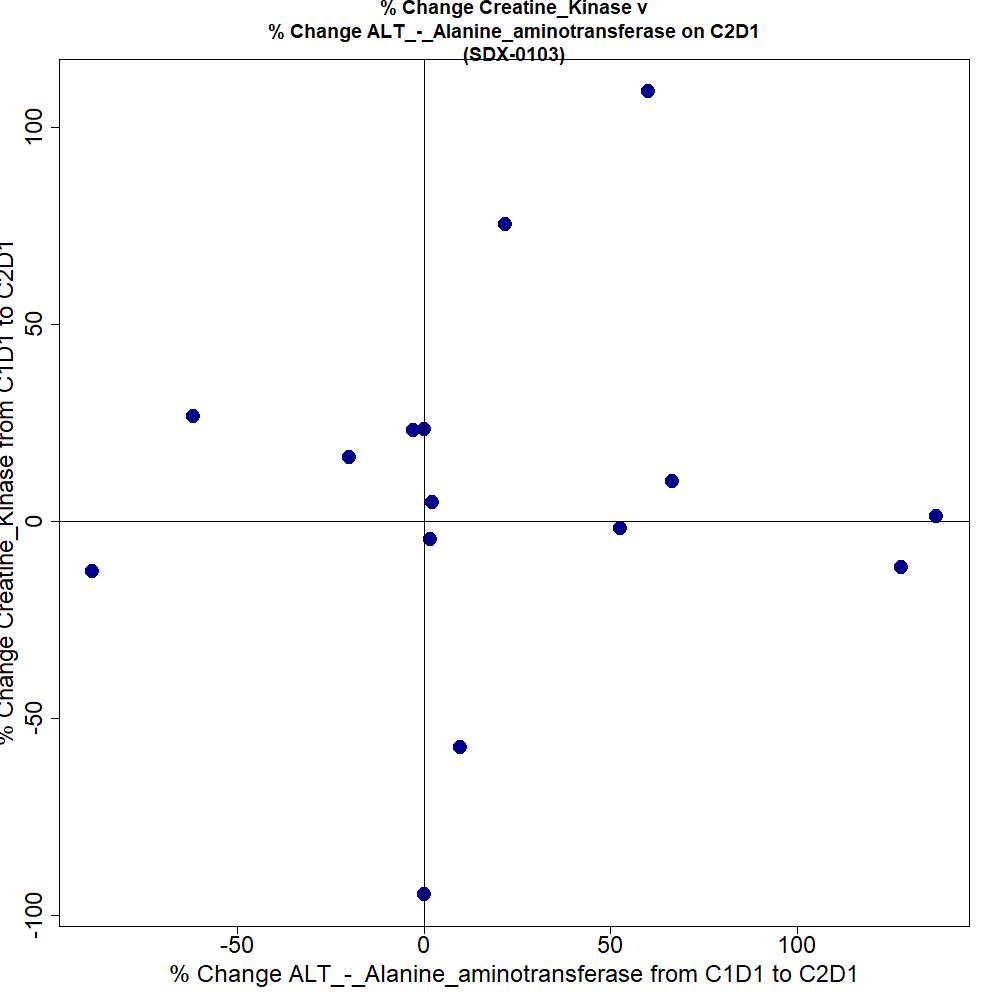 % Change Creatine_Kinase v
% Change ALT_-_Alanine_aminotransferase on C2D1
(SDX-0103)
% Change Creatine_Kinase from C1D1 to C2D1
100
50
0
-50
-100
-50
0
50
100
% Change ALT_-_Alanine_aminotransferase from C1D1 to C2D1